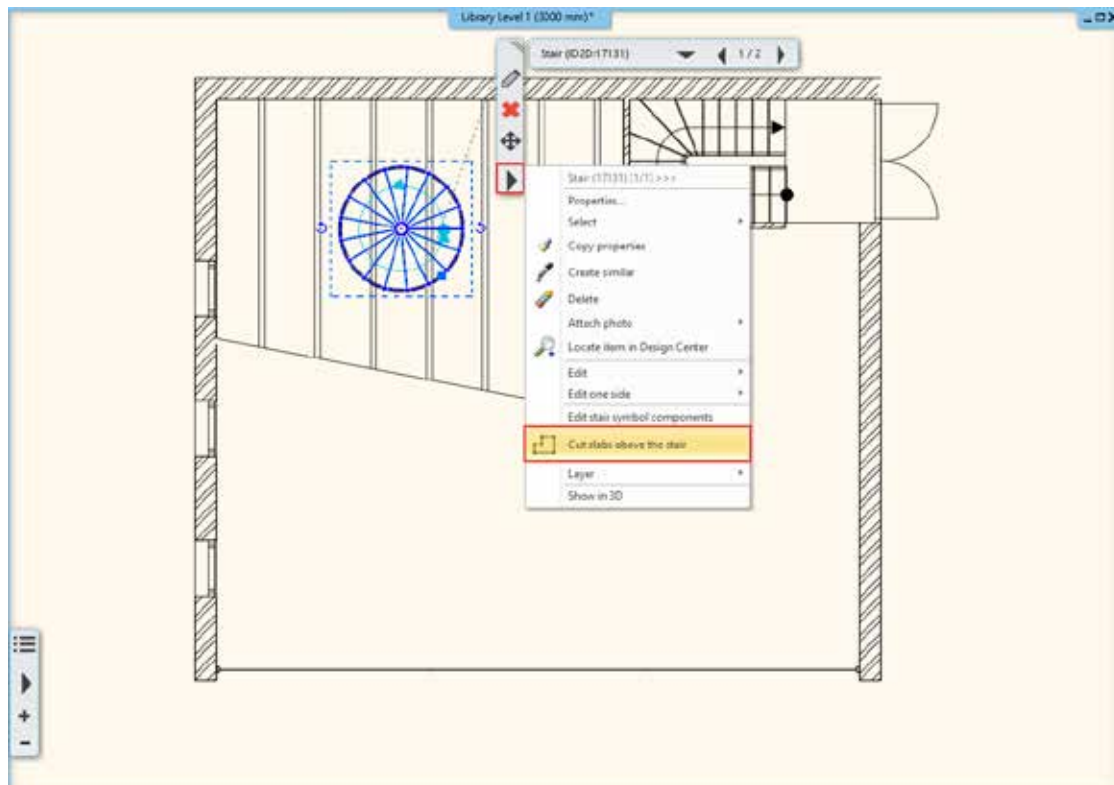 Library Level 1 (3000 mm)*
Stair (ID2D:17131)
1 / 2
Stair (17131) [1/1] >>>
Properties...
Select
Copy properties
Create similar
Delete
Attach photo
Locate item in Design Center
Edit
Edit one side
Edit stair symbol components
Cut slabs above the stair
Layer
Show in 3D